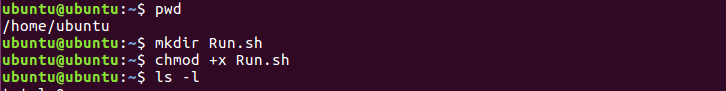 ubuntu@ubuntu:~$ pwd
/home/ubuntu
ubuntu@ubuntu:~$ mkdir Run.sh
ubuntu@ubuntu:~$ chmod +x Run.sh
ubuntu@ubuntu:~$ ls -l